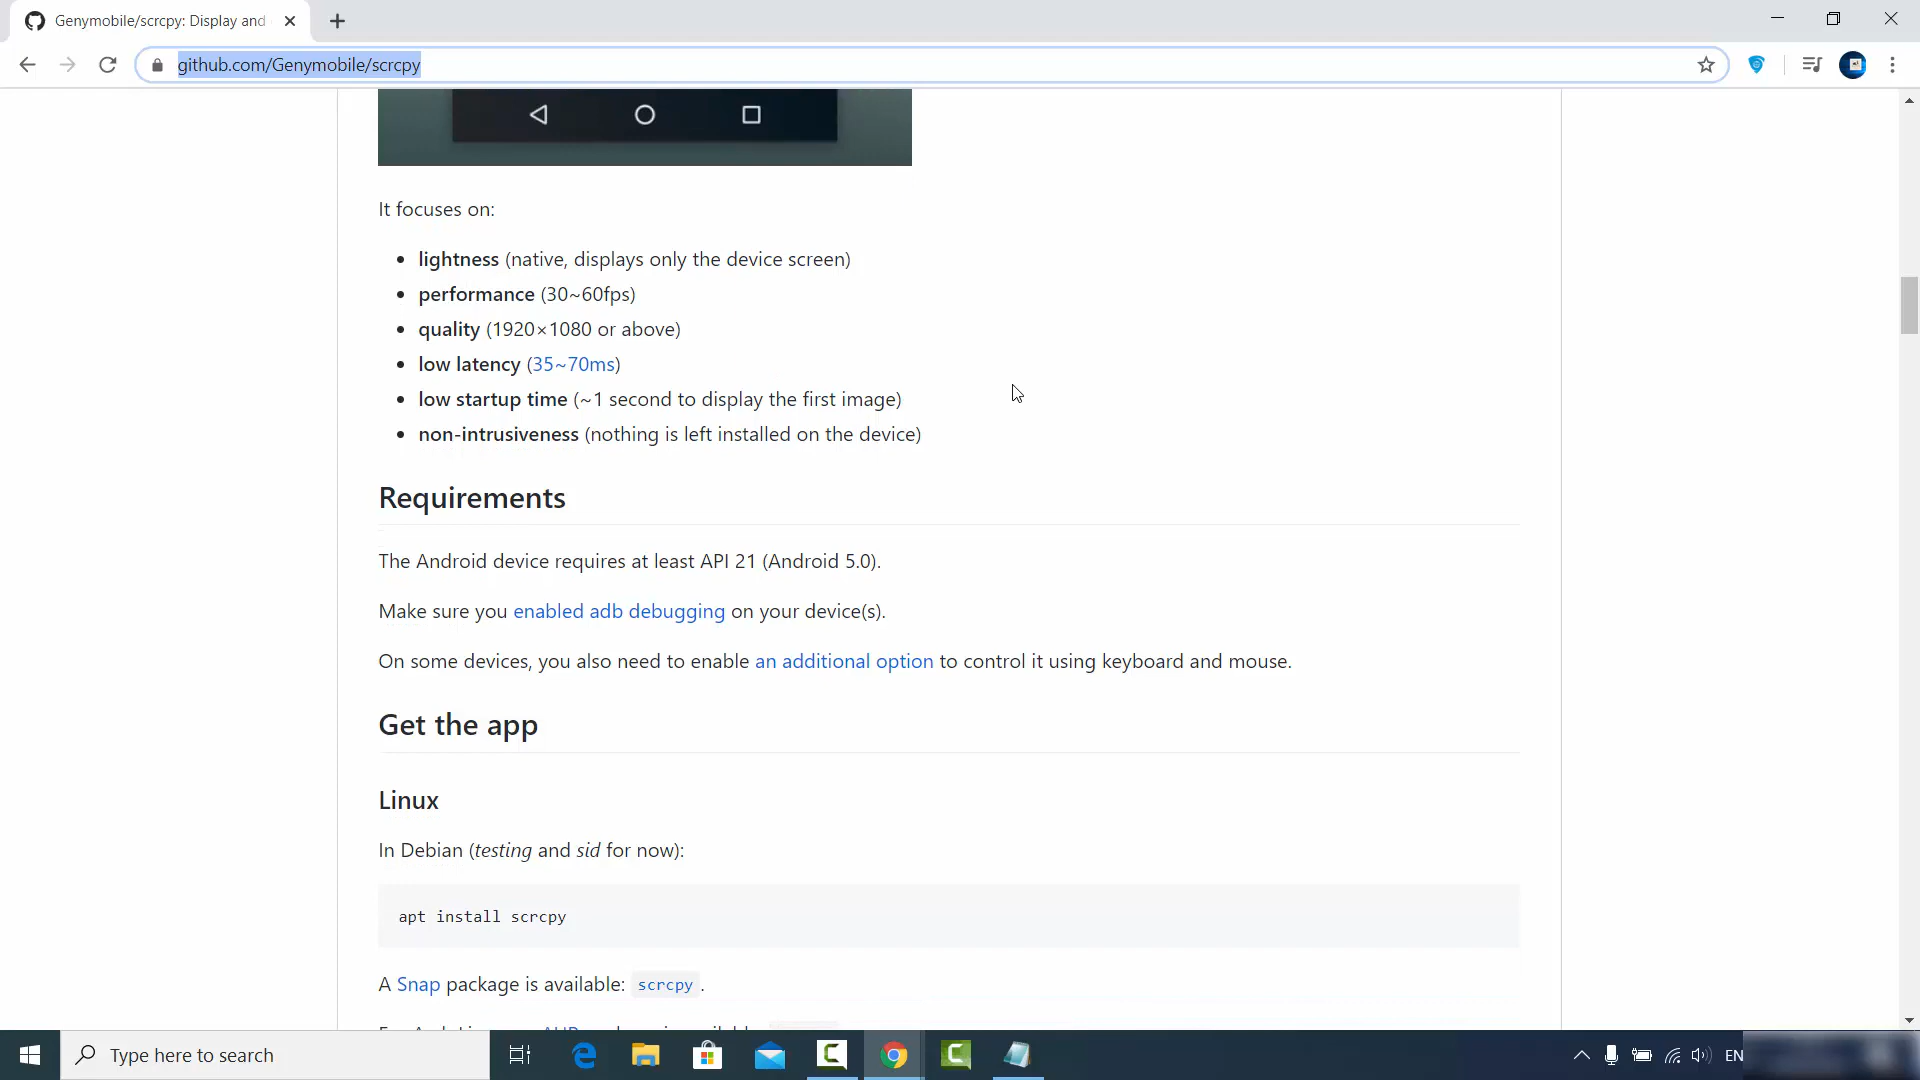 Genymobile/scrcpy: Display and
github.com/Genymobile/scrcpy
It focuses on:
• lightness (native, displays only the device screen)
• performance (30~60fps)
• quality (1920×1080 or above)
• low latency (35~70ms)
• low startup time (~1 second to display the first image)
• non-intrusiveness (nothing is left installed on the device)
Requirements
The Android device requires at least API 21 (Android 5.0).
Make sure you enabled adb debugging on your device(s).
On some devices, you also need to enable an additional option to control it using keyboard and mouse.
Get the app
Linux
In Debian (testing and sid for now):
apt install scrcpy
A Snap package is available: scrcpy .
Type here to search
EN